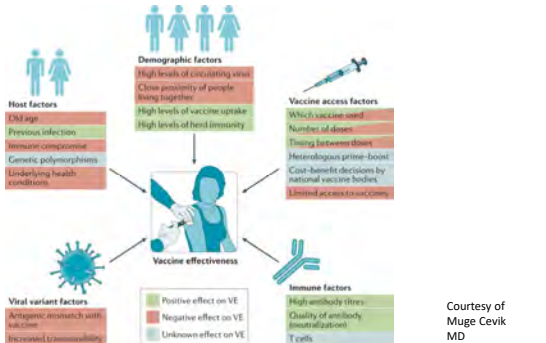 Demographic factors
High levels of circulating virus
Close proximity of people
living together
High levels of vaccine uptake
High levels of herd immunity
Host factors
Old age
Previous infection
Immune compromise
Genetic polymorphisms
Underlying health
conditions
Vaccine access factors
Which vaccine used
Number of doses
Timing between doses
Heterologous prime–boost
Cost–benefit decisions by
national vaccine bodies
Limited access to vaccines
Vaccine effectiveness
Viral variant factors
Antigenic mismatch with
vaccine
Increased transmissibility
Positive effect on VE
Negative effect on VE
Unknown effect on VE
Immune factors
High antibody titres
Quality of antibody
(neutralization)
T cells
Courtesy of
Muge Cevik
MD